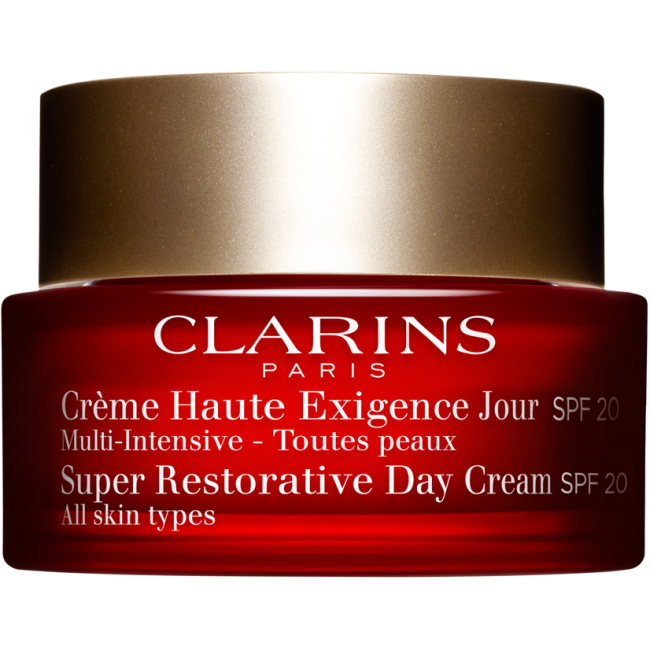 CLARINS
PARIS
Crème Haute Exigence Jour SPF 20
Multi-Intensive - Toutes peaux
Super Restorative Day Cream SPF 20
All skin types